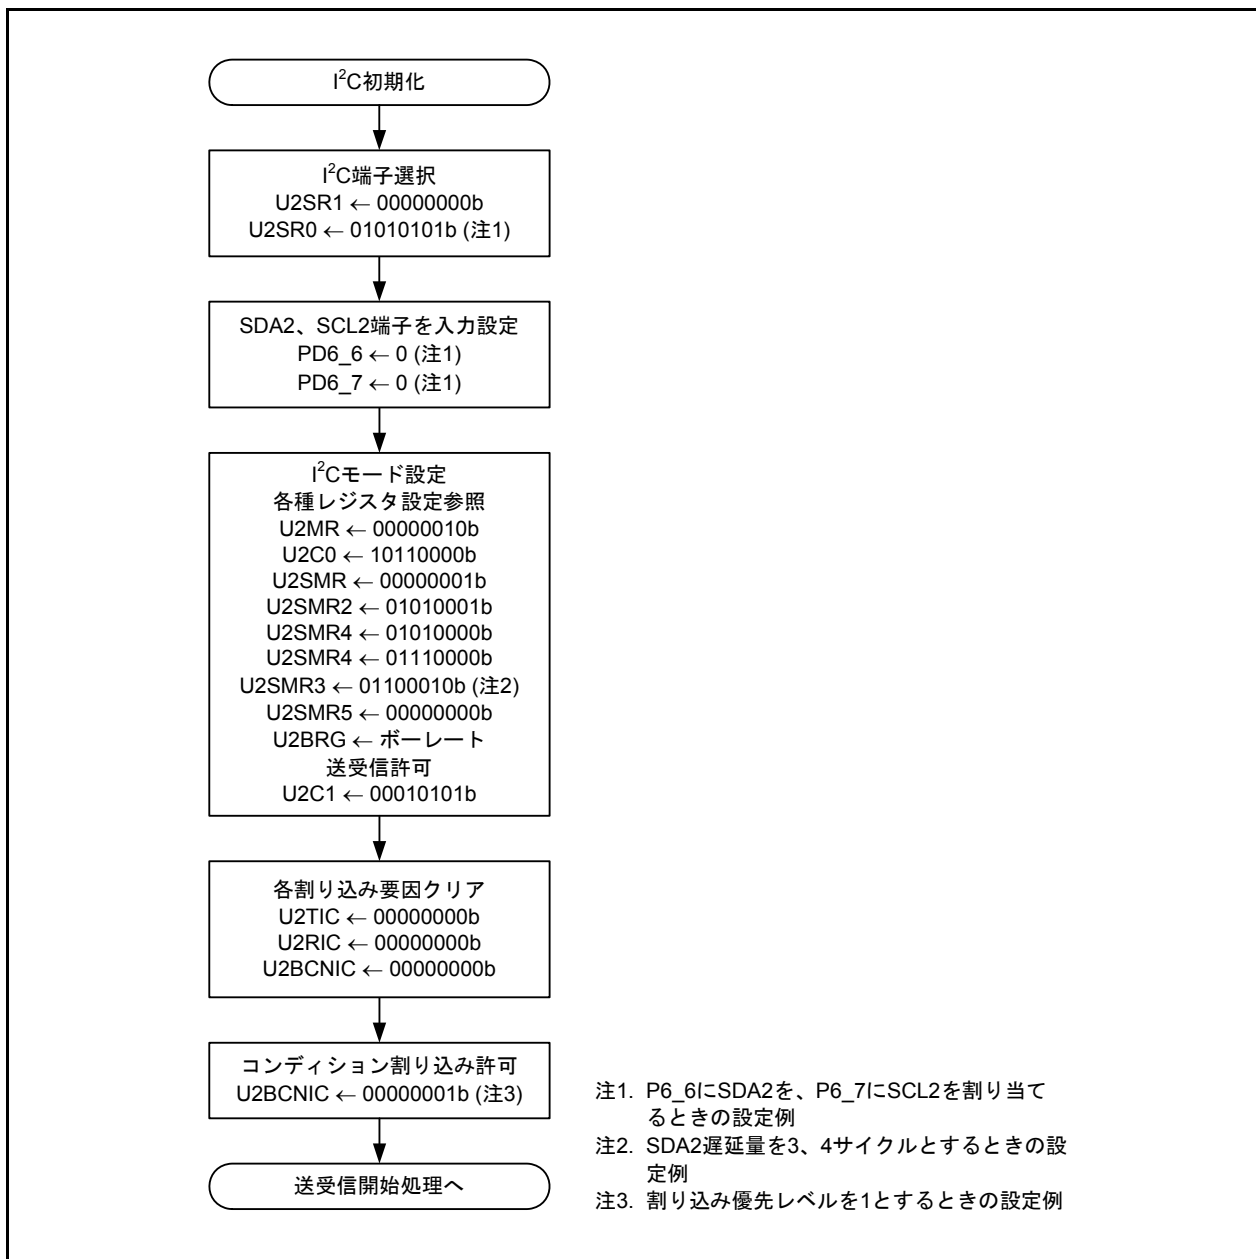 I²C初期化
I²C端子選択
U2SR1 ← 00000000b
U2SR0 ← 01010101b (注1)
SDA2、SCL2端子を入力設定
PD6_6 ← 0 (注1)
PD6_7 ← 0 (注1)
I²Cモード設定
各種レジスタ設定参照
U2MR ← 00000010b
U2C0 ← 10110000b
U2SMR ← 00000001b
U2SMR2 ← 01010001b
U2SMR4 ← 01010000b
U2SMR4 ← 01110000b
U2SMR3 ← 01100010b (注2)
U2SMR5 ← 00000000b
U2BRG ← ボーレート
送受信許可
U2C1 ← 00010101b
各割り込み要因クリア
U2TIC ← 00000000b
U2RIC ← 00000000b
U2BCNIC ← 00000000b
コンディション割り込み許可
U2BCNIC ← 00000001b (注3)
送受信開始処理へ
注1. P6_6にSDA2を、P6_7にSCL2を割り当て
るときの設定例
注2. SDA2遅延量を3、4サイクルとするときの設
定例
注3. 割り込み優先レベルを1とするときの設定例